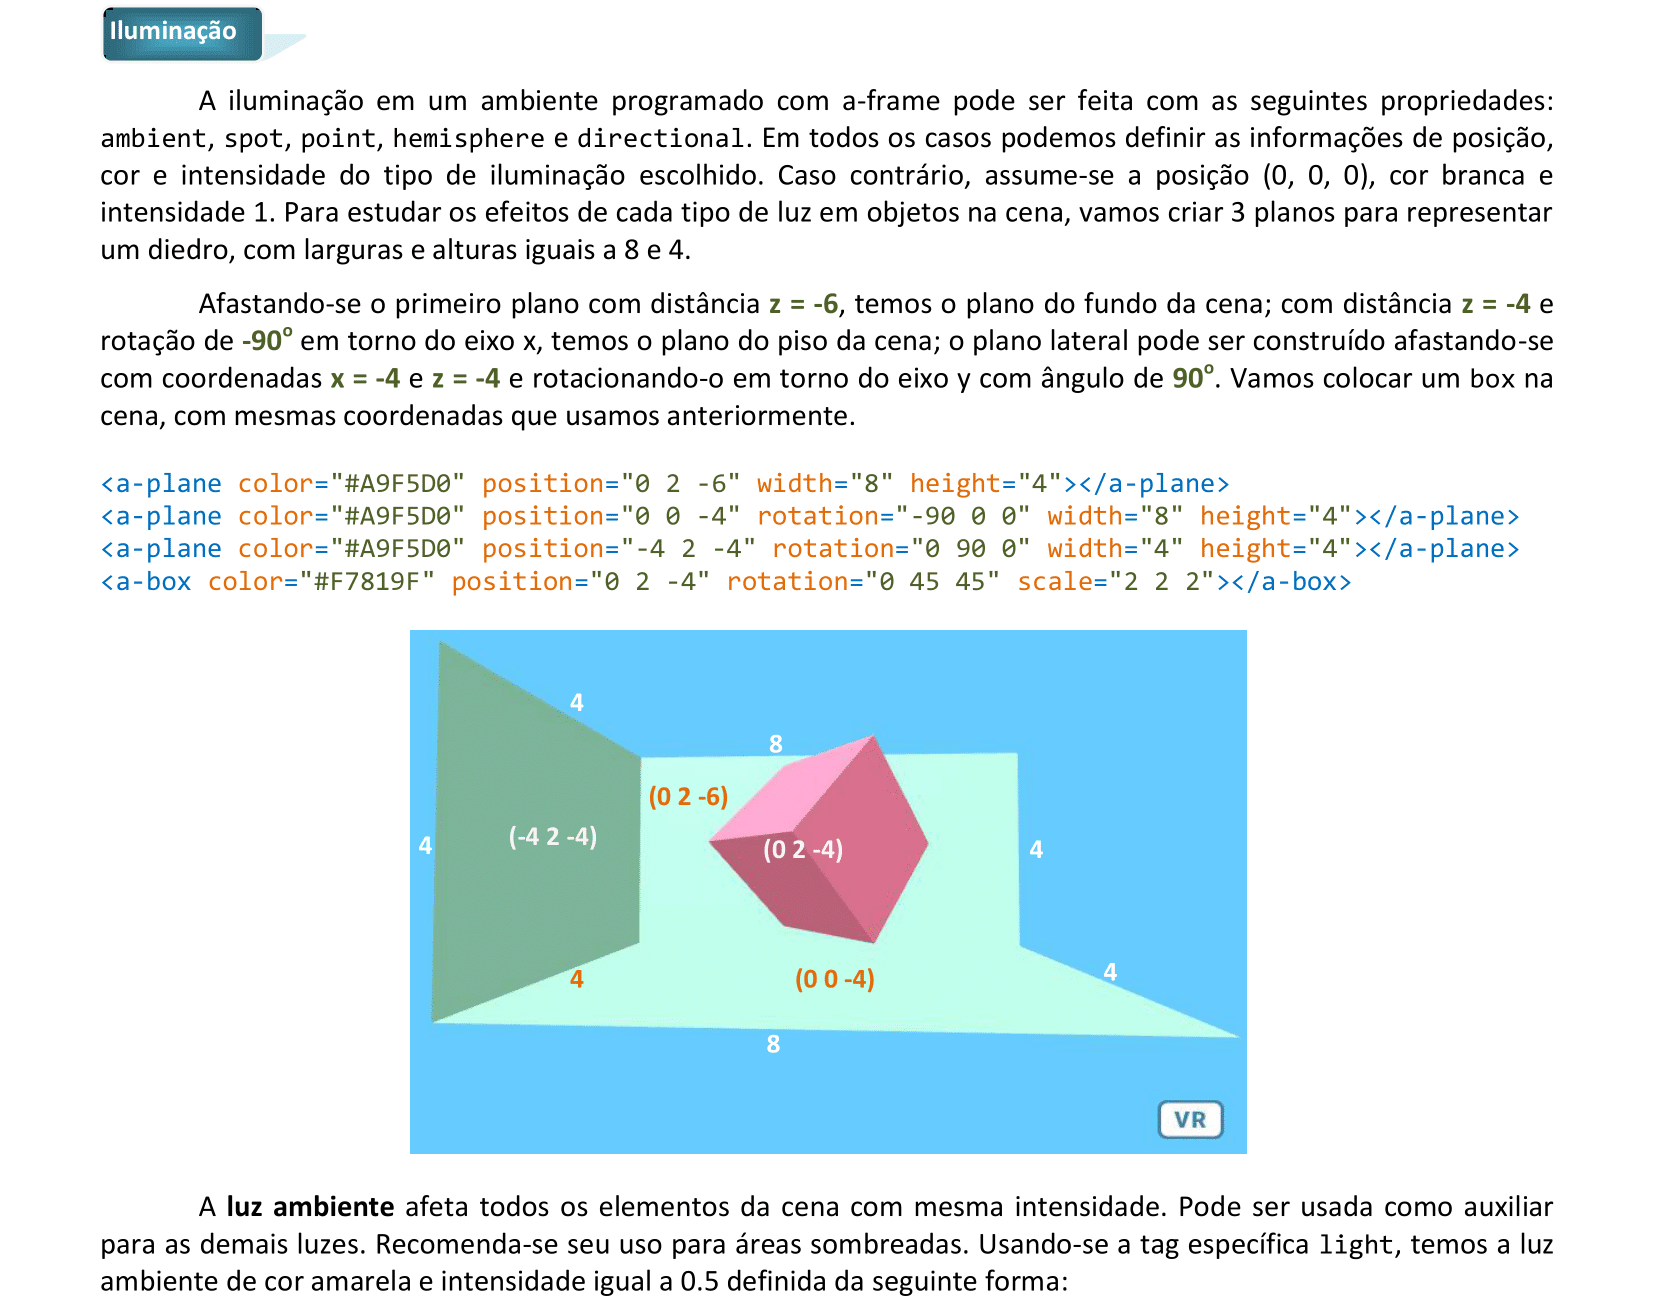 Iluminação
A iluminação em um ambiente programado com a-frame pode ser feita com as seguintes propriedades:
ambient, spot, point, hemisphere e directional. Em todos os casos podemos definir as informações de posição,
cor e intensidade do tipo de iluminação escolhido. Caso contrário, assume-se a posição (0, 0, 0), cor branca e
intensidade 1. Para estudar os efeitos de cada tipo de luz em objetos na cena, vamos criar 3 planos para representar
um diedro, com larguras e alturas iguais a 8 e 4.
Afastando-se o primeiro plano com distância z = -6, temos o plano do fundo da cena; com distância z = -4 e
rotação de -90º em torno do eixo x, temos o plano do piso da cena; o plano lateral pode ser construído afastando-se
com coordenadas x = -4 e z = -4 e rotacionando-o em torno do eixo y com ângulo de 90º. Vamos colocar um box na
cena, com mesmas coordenadas que usamos anteriormente.
<a-plane color="#A9F5D0" position="0 2 -6" width="8" height="4"></a-plane>
<a-plane color="#A9F5D0" position="0 0 -4" rotation="-90 0 0" width="8" height="4"></a-plane>
<a-plane color="#A9F5D0" position="-4 2 -4" rotation="0 90 0" width="4" height="4"></a-plane>
<a-box color="#F7819F" position="0 2 -4" rotation="0 45 45" scale="2 2 2"></a-box>
4
8
(0 2 -6)
(-4 2 -4)
4
(0 2 -4)
4
4
(0 0 -4)
4
8
VR
A luz ambiente afeta todos os elementos da cena com mesma intensidade. Pode ser usada como auxiliar
para as demais luzes. Recomenda-se seu uso para áreas sombreadas. Usando-se a tag específica light, temos a luz
ambiente de cor amarela e intensidade igual a 0.5 definida da seguinte forma: